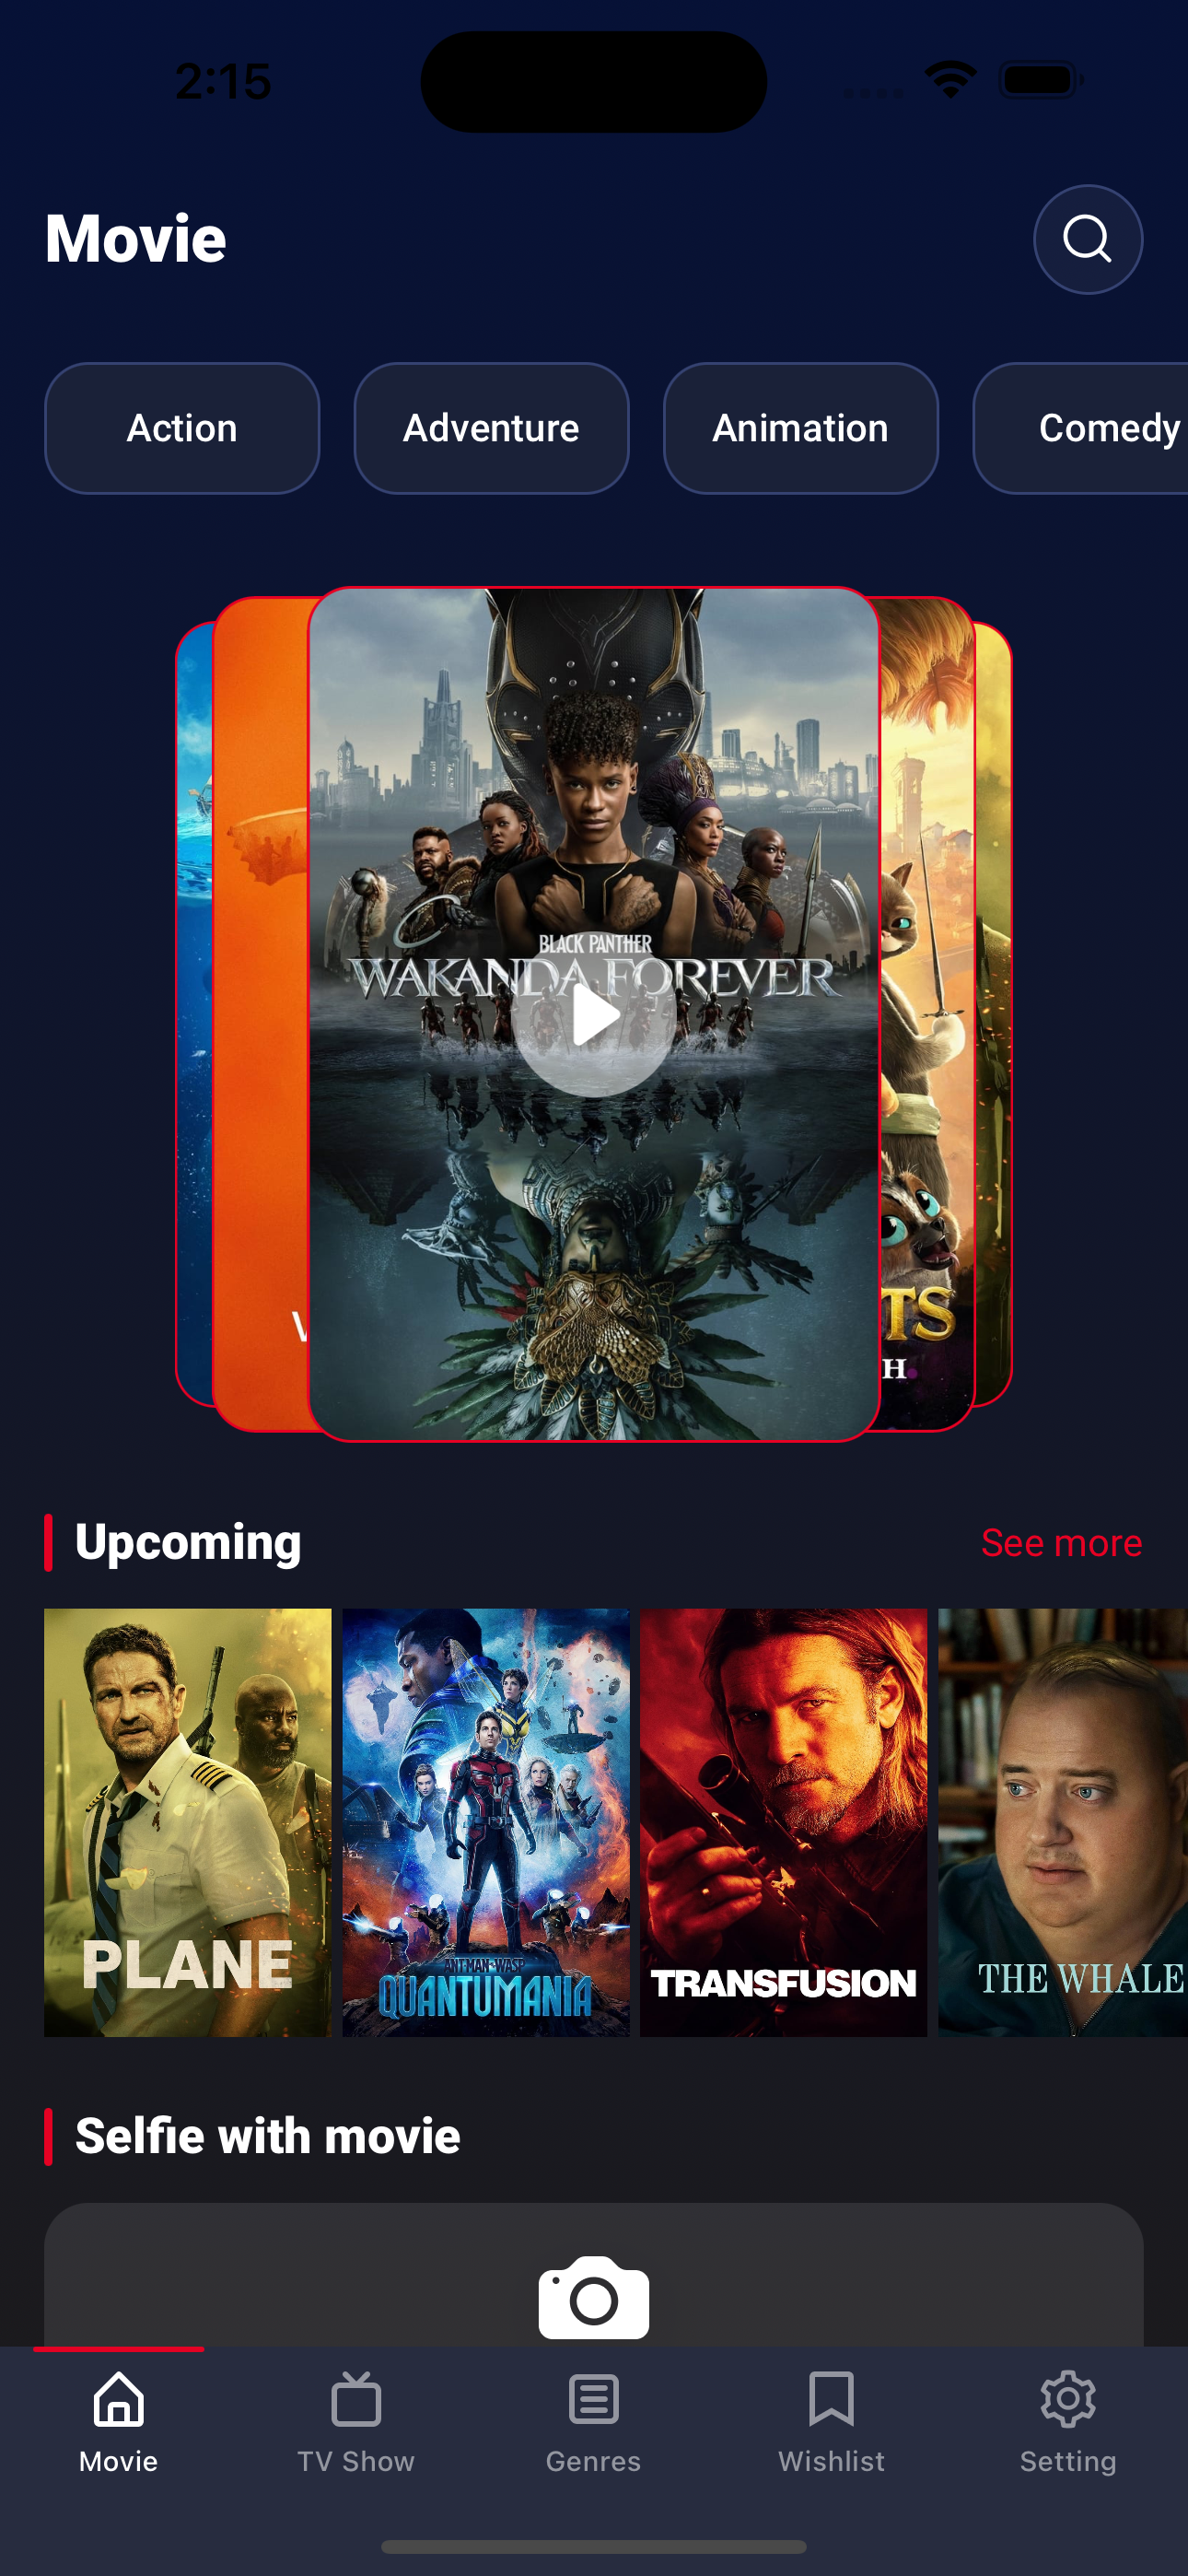 2:15
Movie
Action
Adventure
Animation
Comedy
BLACK PANTHER
WAKANDA FOREVER
TS
H
Upcoming
See more
PLANE
ANT-MAN AND THE WASP
QUANTUMANIA
TRANSFUSION
THE WHALE
Selfie with movie
Movie
TV Show
Genres
Wishlist
Setting